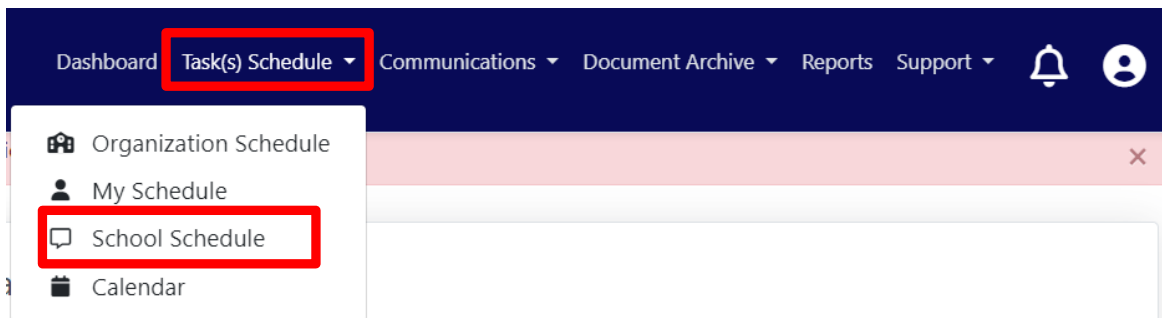 Dashboard Task(s) Schedule Communications Document Archive Reports Support
Organization Schedule
My Schedule
School Schedule
Calendar